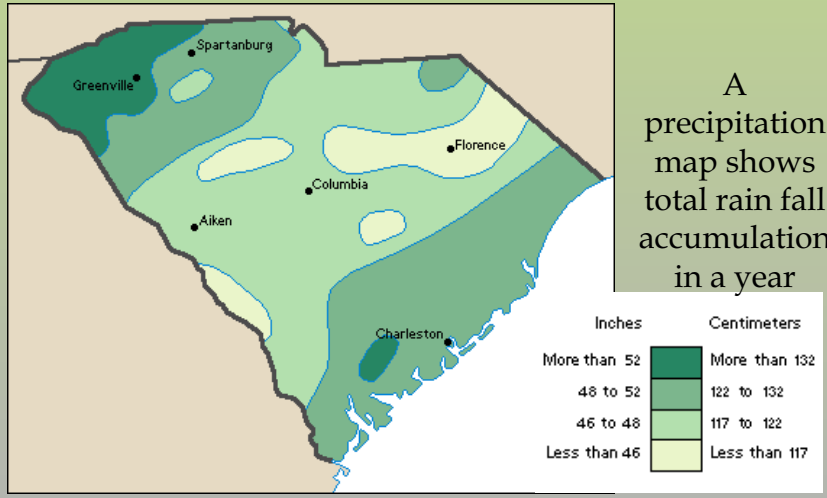 Spartanburg
Greenville
Florence
Columbia
Aiken
Charleston
A
precipitation
map shows
total rain fall
accumulation
in a year
Inches Centimeters
More than 52 More than 132
48 to 52 122 to 132
46 to 48 117 to 122
Less than 46 Less than 117